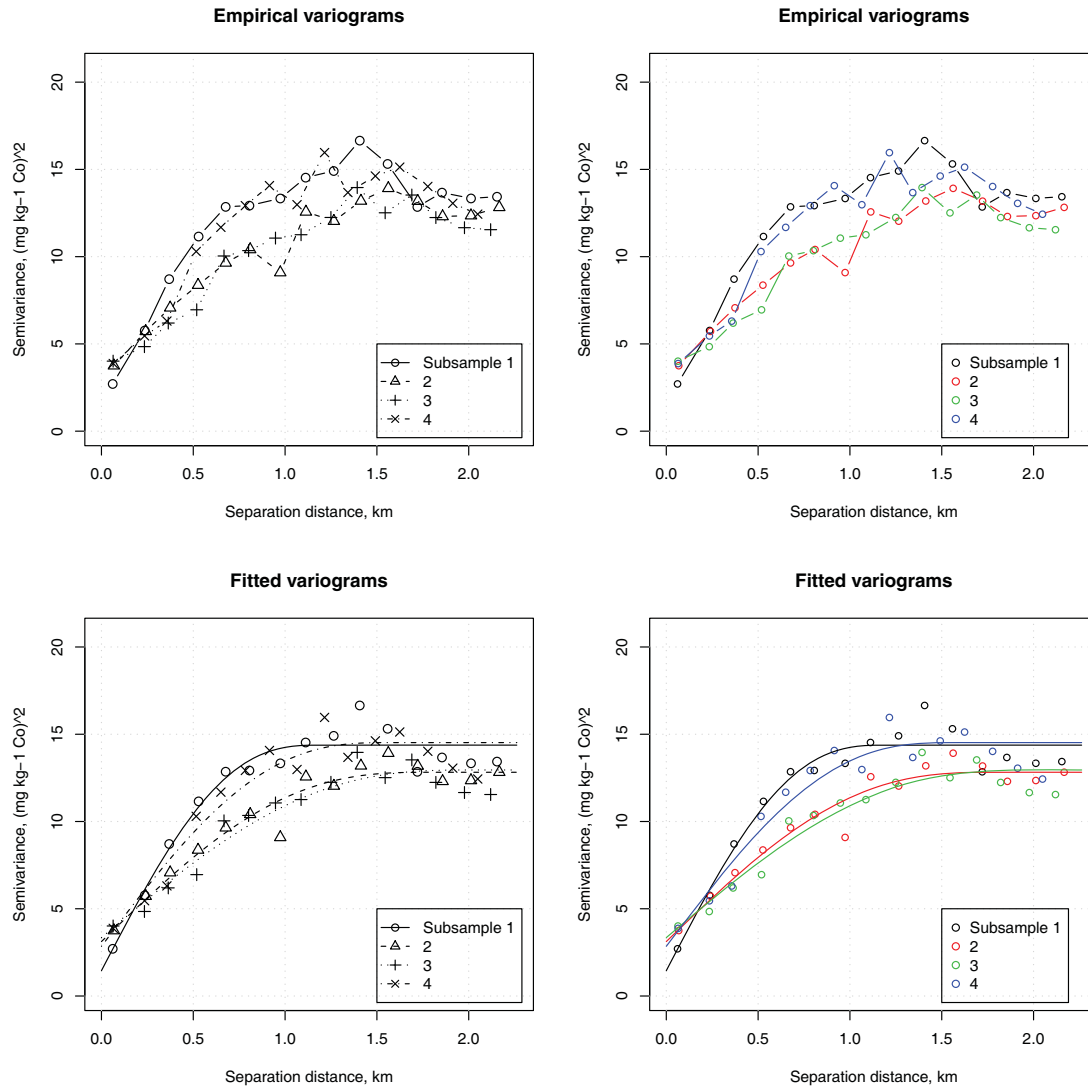 Empirical variograms
Semivariance, (mg kg−1 Co)^2
20
15
10
5
0
0.0 0.5 1.0 1.5 2.0
Separation distance, km
Subsample 1
2
3
4
Empirical variograms
Semivariance, (mg kg−1 Co)^2
20
15
10
5
0
0.0 0.5 1.0 1.5 2.0
Separation distance, km
Subsample 1
2
3
4
Fitted variograms
Semivariance, (mg kg−1 Co)^2
20
15
10
5
0
0.0 0.5 1.0 1.5 2.0
Separation distance, km
Subsample 1
2
3
4
Fitted variograms
Semivariance, (mg kg−1 Co)^2
20
15
10
5
0
0.0 0.5 1.0 1.5 2.0
Separation distance, km
Subsample 1
2
3
4